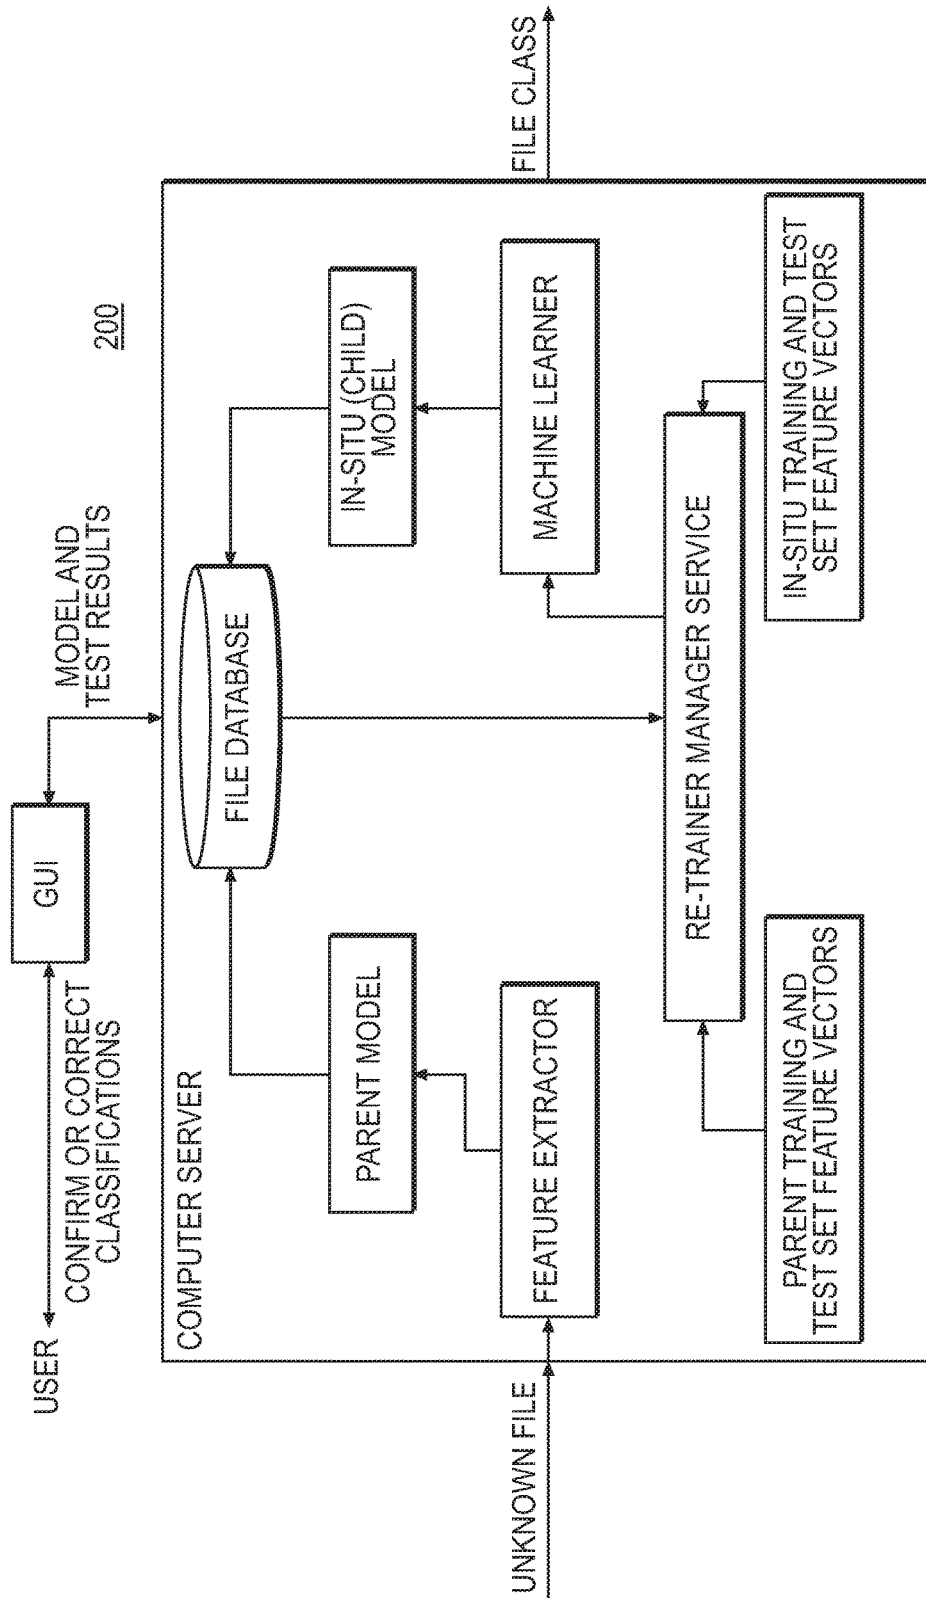 200
USER
CONFIRM OR CORRECT
CLASSIFICATIONS
GUI
MODEL AND
TEST RESULTS
COMPUTER SERVER
FILE DATABASE
PARENT MODEL
IN-SITU (CHILD)
MODEL
UNKNOWN FILE
FEATURE EXTRACTOR
MACHINE LEARNER
FILE CLASS
RE-TRAINER MANAGER SERVICE
PARENT TRAINING AND
TEST SET FEATURE VECTORS
IN-SITU TRAINING AND TEST
SET FEATURE VECTORS